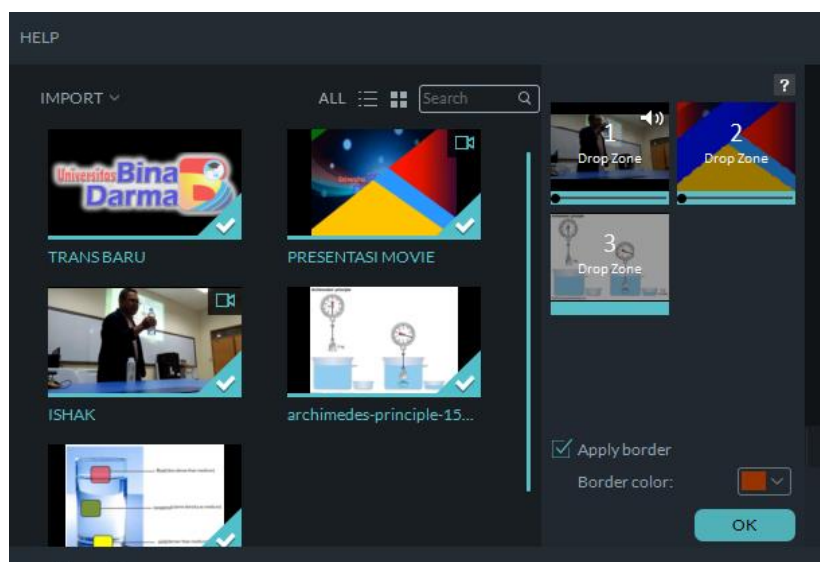 HELP
IMPORT
ALL
Search
?
Universitas Bina
Darma
TRANS BARU
PRESENTASI MOVIE
ISHAK
archimedes-principle-15...
1
Drop Zone
2
Drop Zone
3
Drop Zone
Apply border
Border color:
OK